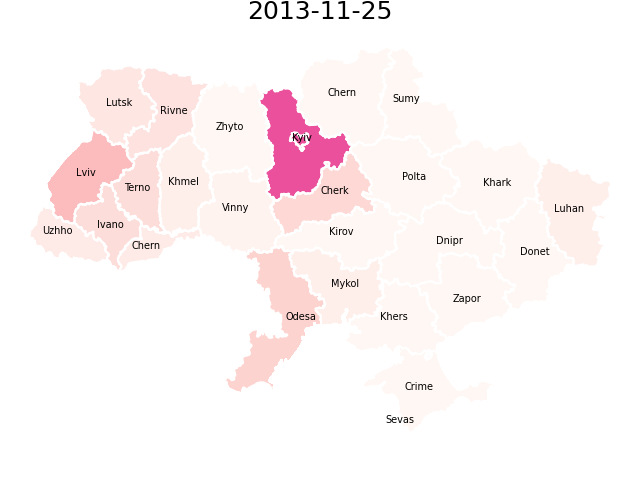 2013-11-25
Chern
Sumy
Lutsk
Rivne
Zhyto
Kyiv
Lviv
Terno
Khmel
Cherk
Polta
Khark
Luhan
Vinny
Uzhho
Ivano
Chern
Kirov
Dnipr
Donet
Mykol
Zapor
Odesa
Khers
Crime
Sevas